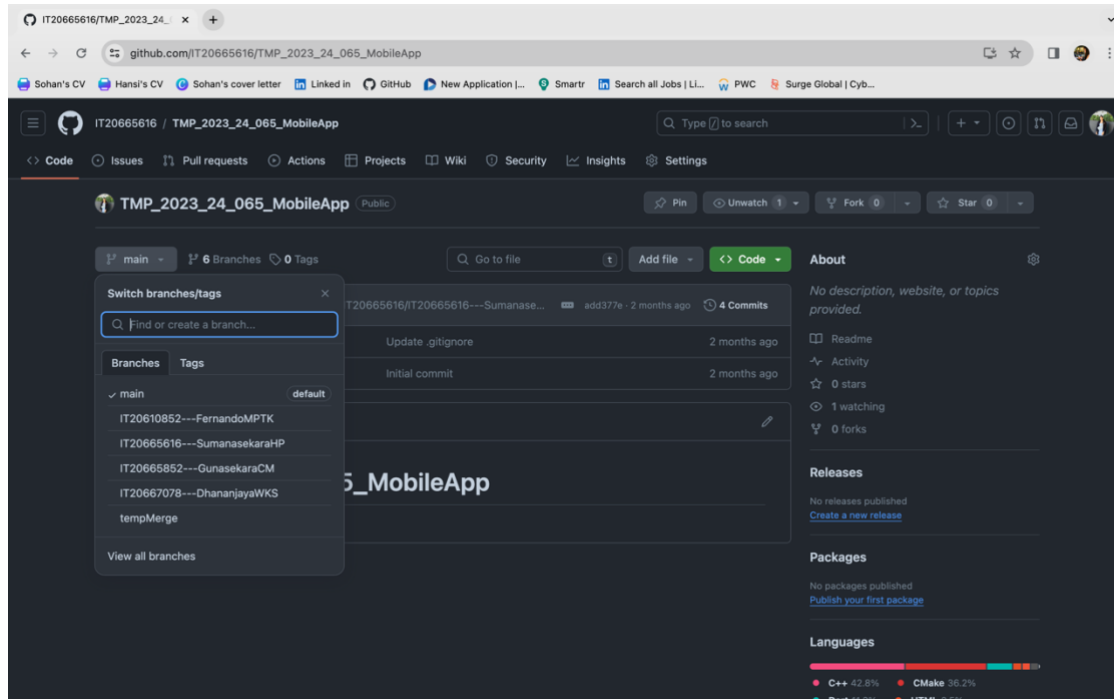 IT20665616/TMP_2023_24_
github.com/IT20665616/TMP_2023_24_065_MobileApp
Sohan's CV Hansi's CV Sohan's cover letter Linked in GitHub New Application |... Smartr Search all Jobs | Li... PWC Surge Global | Cyb...
IT20665616 / TMP_2023_24_065_MobileApp Type / to search
Code Issues Pull requests Actions Projects Wiki Security Insights Settings
TMP_2023_24_065_MobileApp Public Pin Unwatch 1 Fork 0 Star 0
main 6 Branches 0 Tags Go to file t Add file Code About
Switch branches/tags
No description, website, or topics
provided.
T20665616/IT20665616---Sumanase... add377e · 2 months ago 4 Commits
Find or create a branch...
Update .gitignore 2 months ago
Readme
Branches Tags
Activity
Initial commit 2 months ago
0 stars
main default
1 watching
IT20610852---FernandoMPTK
0 forks
IT20665616---SumanasekaraHP
IT20665852---GunasekaraCM
Releases
5_MobileApp
IT20667078---DhananjayaWKS
No releases published
Create a new release
tempMerge
View all branches
Packages
No packages published
Publish your first package
Languages
C++ 42.8% CMake 36.2%